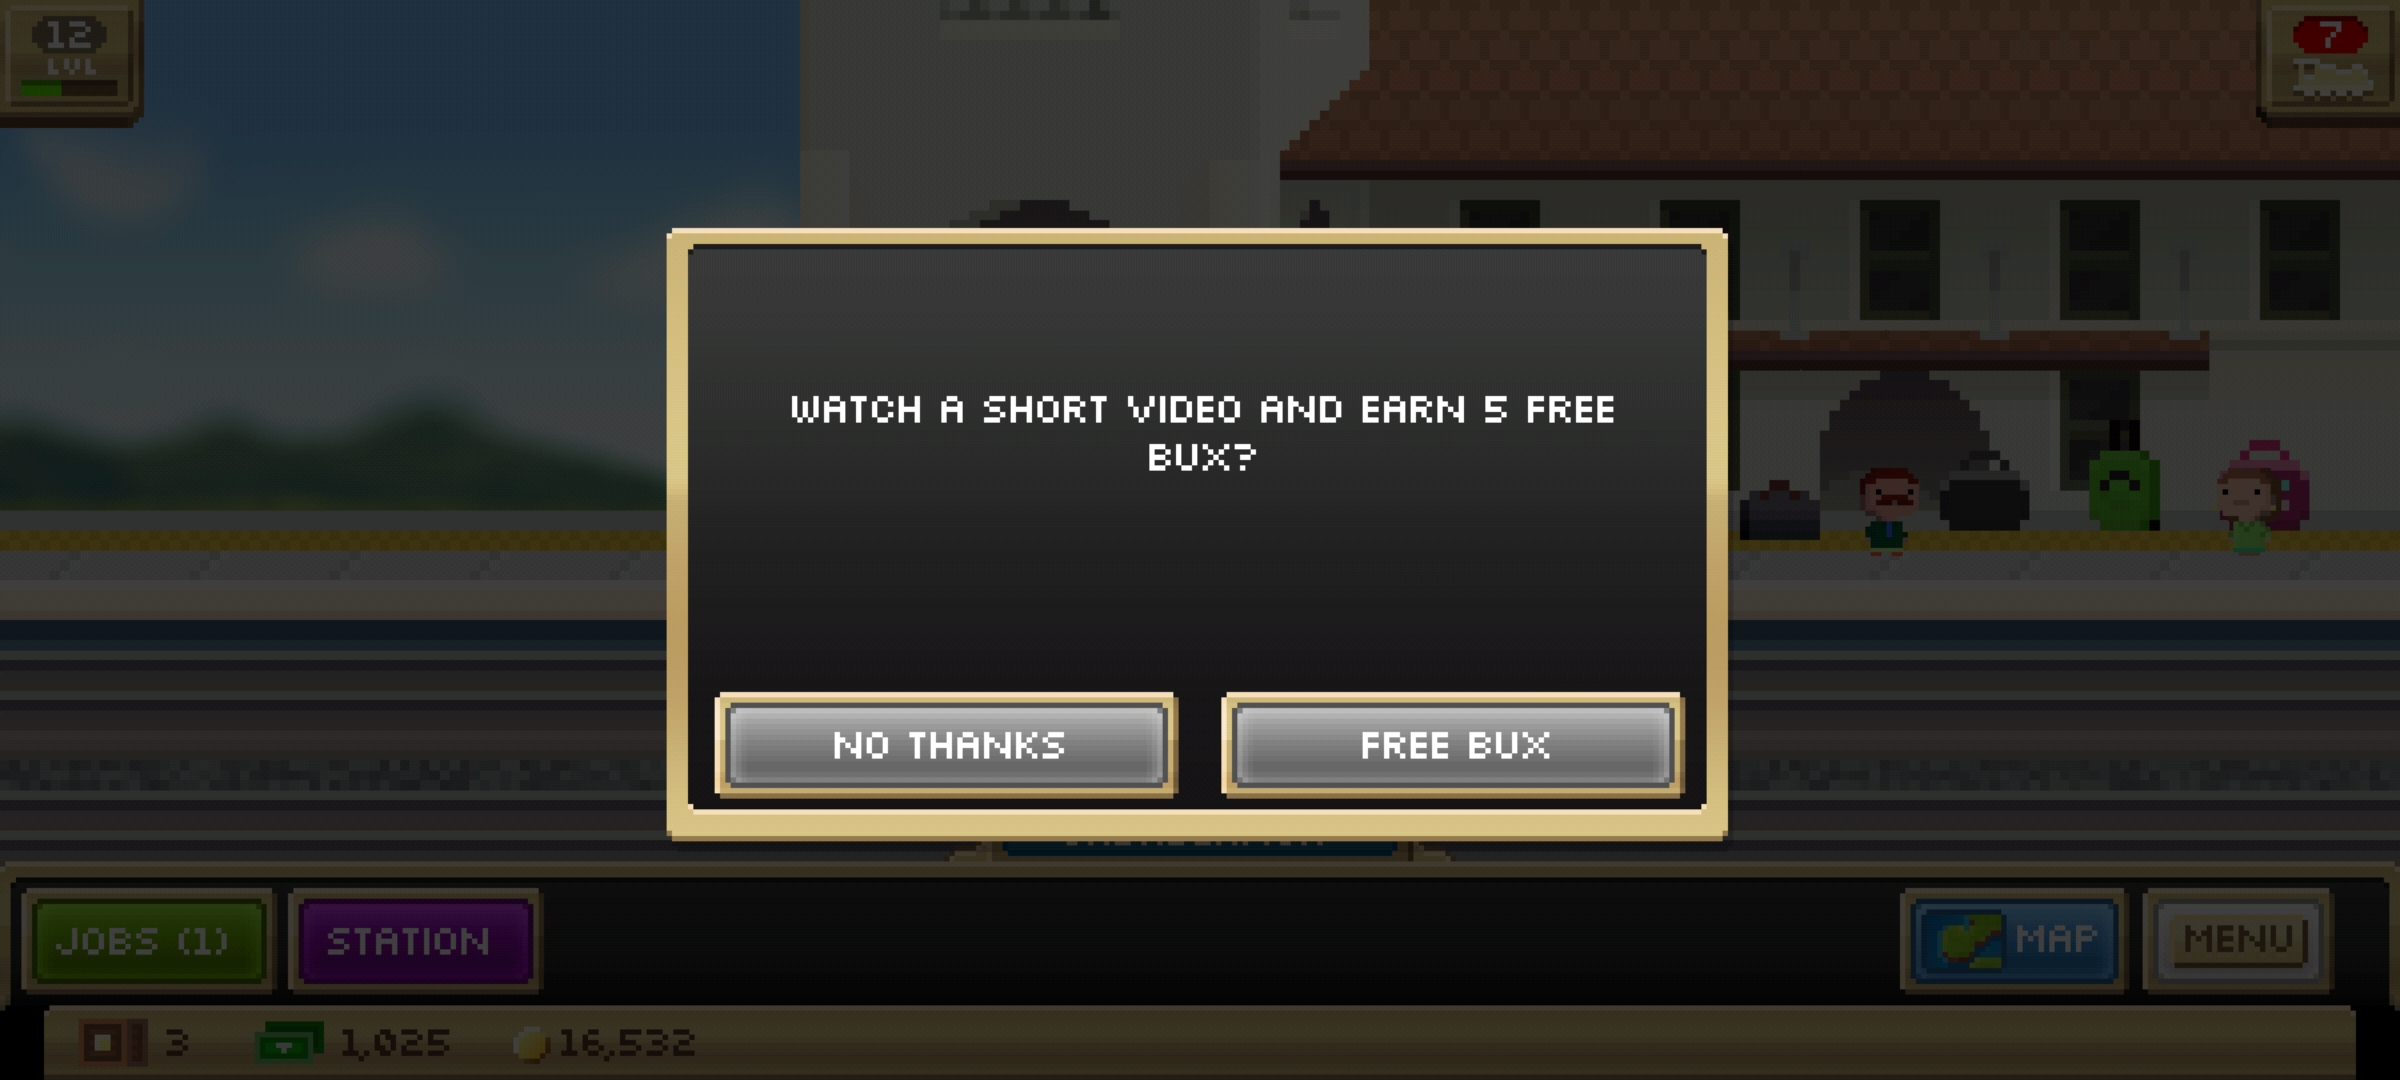 12
LVL
7
WATCH A SHORT VIDEO AND EARN 5 FREE
BUX?
NO THANKS
FREE BUX
JOBS (1)
STATION
MAP
MENU
3
1,025
16,532